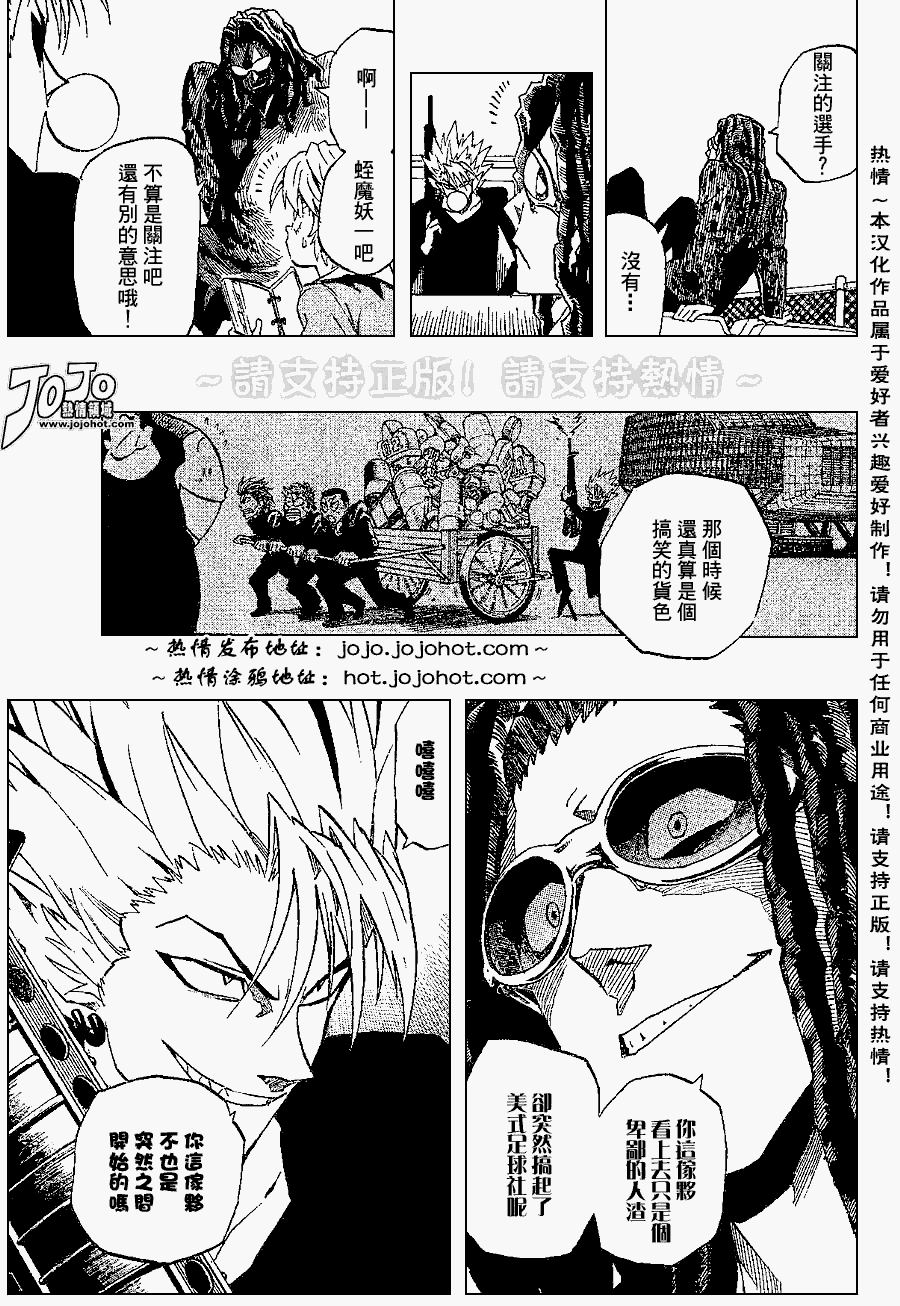 關注的選手?
沒有…
啊——
蛭魔妖一吧
不算是關注吧
還有別的意思哦!
~請支持正版! 請支持熱情~
JOJO
熱情領域
www.jojohot.com
那個時候
還真算是個
搞笑的貨色
~热情发布地址: jojo.jojohot.com~
~热情涂鸦地址: hot.jojohot.com~
你這傢夥
看上去只是個
卑鄙的人渣
卻突然搞起了
美式足球社呢
嘻嘻嘻
你這傢夥
不也是
突然之間
開始的嗎
热情~本汉化作品属于爱好者兴趣爱好制作!请勿用于任何商业用途!请支持正版!请支持热情!